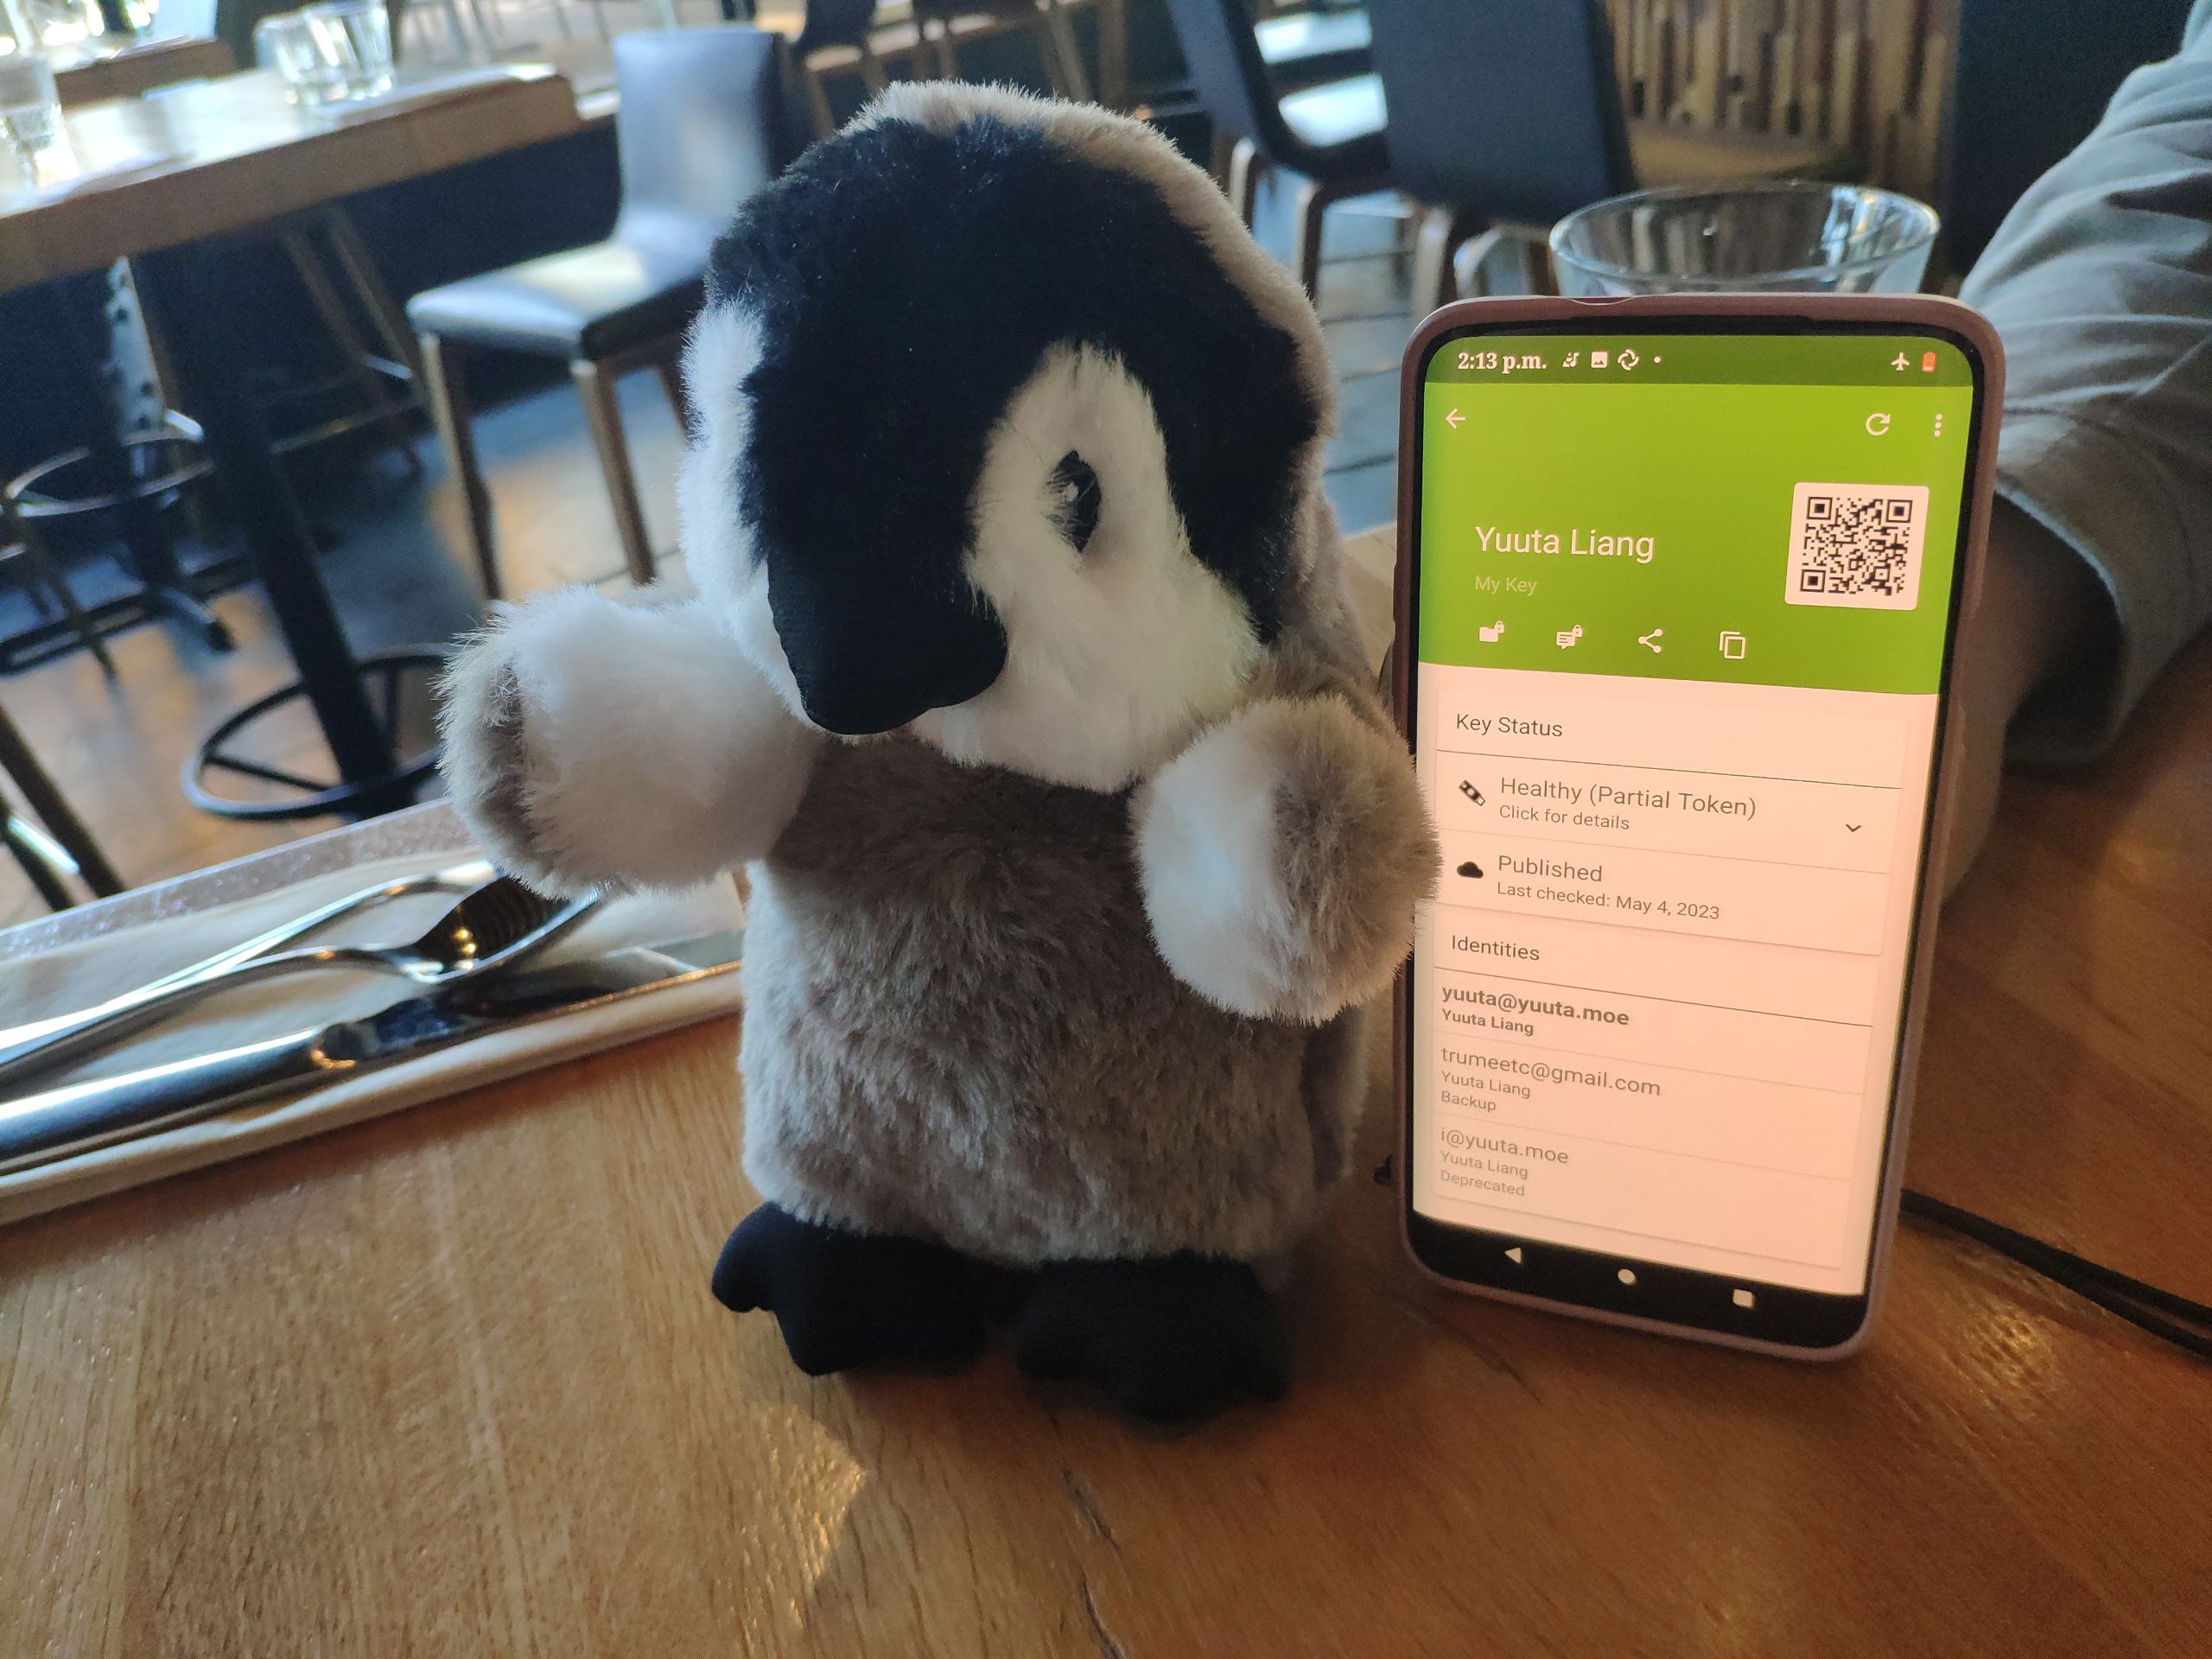 2:13 p.m.
Yuuta Liang
My Key
Key Status
Healthy (Partial Token)
Click for details
Published
Last checked: May 4, 2023
Identities
yuuta@yuuta.moe
Yuuta Liang
trumeetc@gmail.com
Yuuta Liang
Backup
i@yuuta.moe
Yuuta Liang
Deprecated